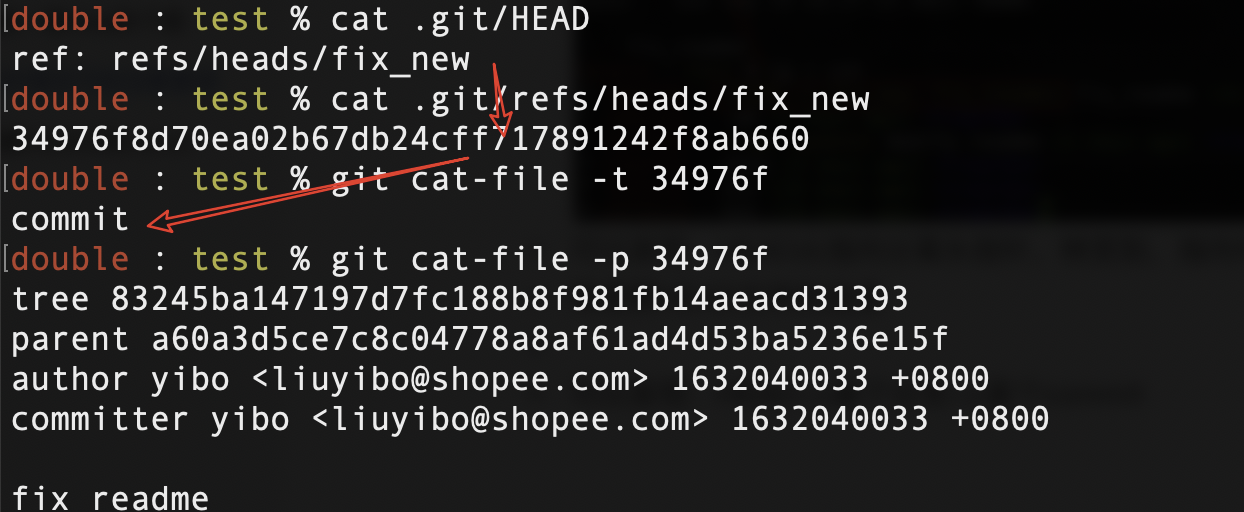 [double : test % cat .git/HEAD
ref: refs/heads/fix_new
[double : test % cat .git/refs/heads/fix_new
34976f8d70ea02b67db24cff717891242f8ab660
[double : test % git cat-file -t 34976f
commit
[double : test % git cat-file -p 34976f
tree 83245ba147197d7fc188b8f981fb14aeacd31393
parent a60a3d5ce7c8c04778a8af61ad4d53ba5236e15f
author yibo <liuyibo@shopee.com> 1632040033 +0800
committer yibo <liuyibo@shopee.com> 1632040033 +0800

fix readme